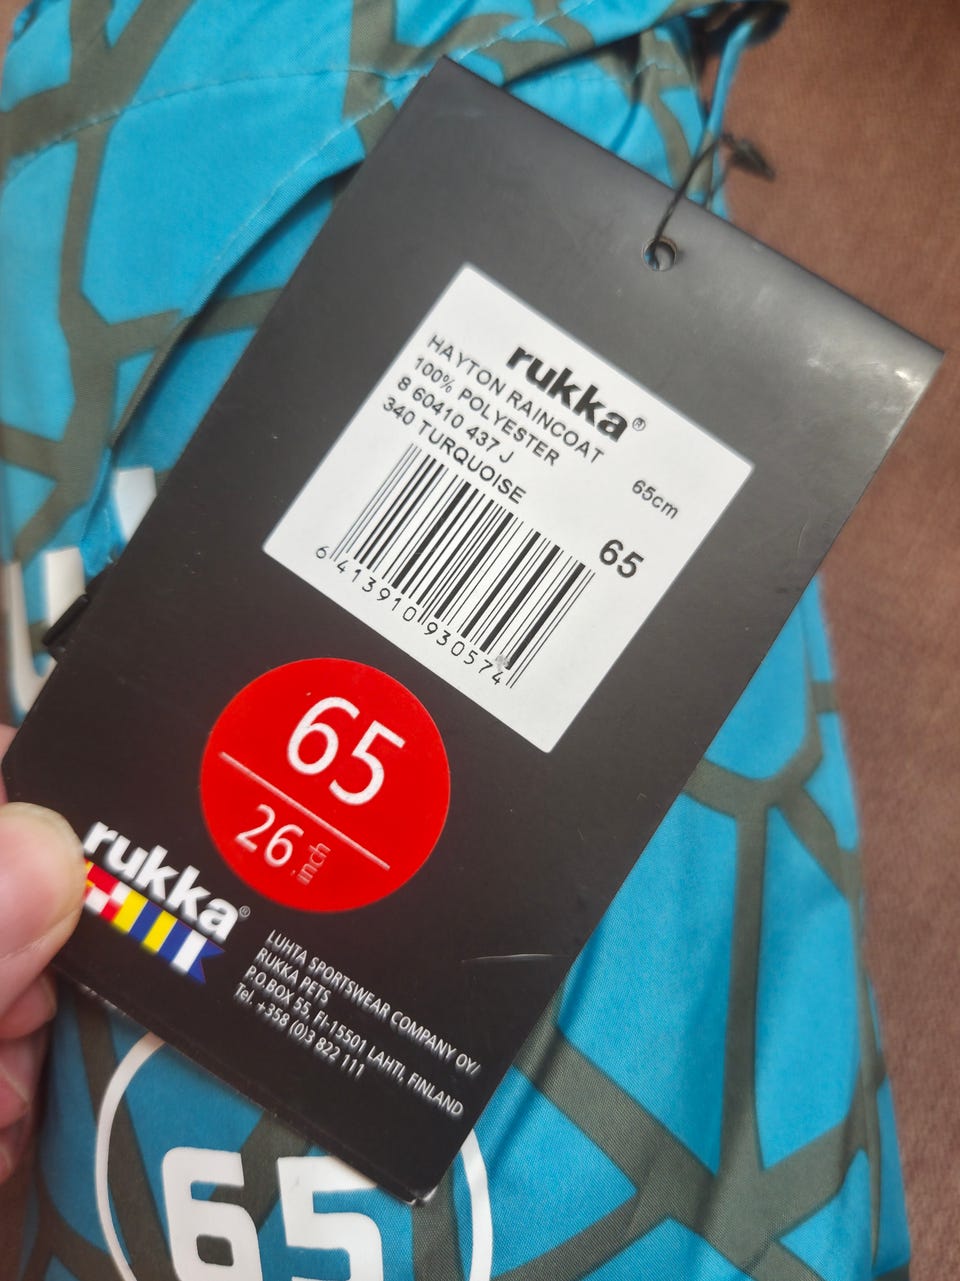 rukka®
HAYTON RAINCOAT
100% POLYESTER
8 60410 437 J
340 TURQUOISE
65cm
65
6 413910 930574
65
26 inch
rukka®
LUHTA SPORTSWEAR COMPANY OY/
RUKKA PETS
P.O.BOX 55, FI-15501 LAHTI, FINLAND
Tel. +358 (0)3 822 111
65